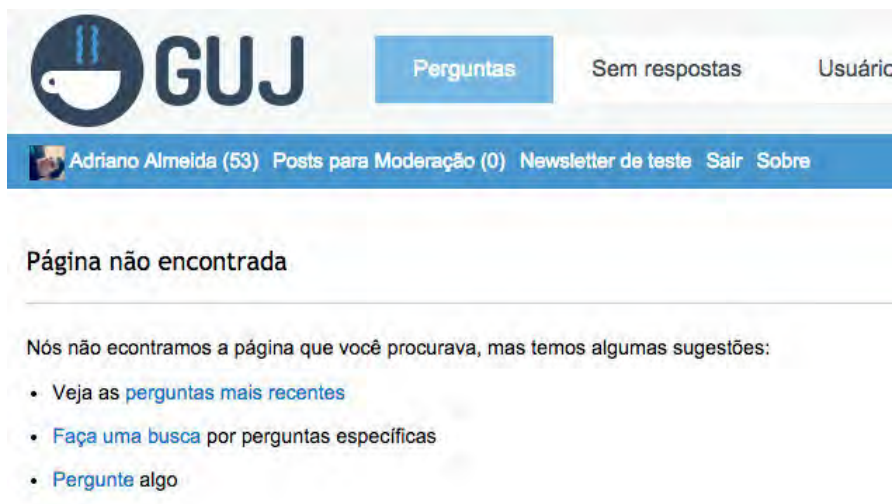 GUJ
Perguntas Sem respostas Usuário
Adriano Almeida (53) Posts para Moderação (0) Newsletter de teste Sair Sobre
Página não encontrada
Nós não econtramos a página que você procurava, mas temos algumas sugestões:
• Veja as perguntas mais recentes
• Faça uma busca por perguntas específicas
• Pergunte algo